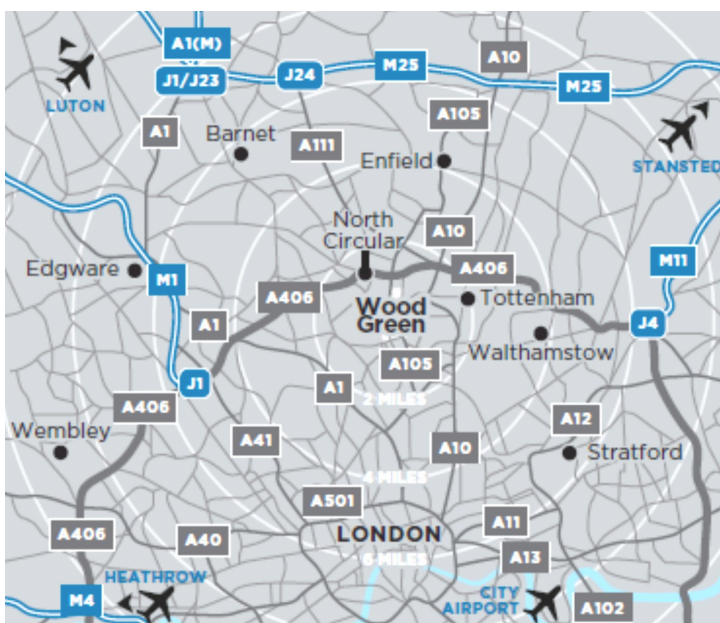 A1(M)
A10
J1/J23
J24
M25
M25
LUTON
A1
Barnet
A111
A105
Enfield
STANSTED
North
Circular
A10
M11
Edgware
M1
A406
A406
Wood
Green
Tottenham
A1
J4
Walthamstow
A105
J1
A1
2 MILES
A406
A12
Wembley
A41
A10
Stratford
4 MILES
A501
A11
A406
A40
LONDON
6 MILES
A13
HEATHROW
M4
CITY
AIRPORT
A102